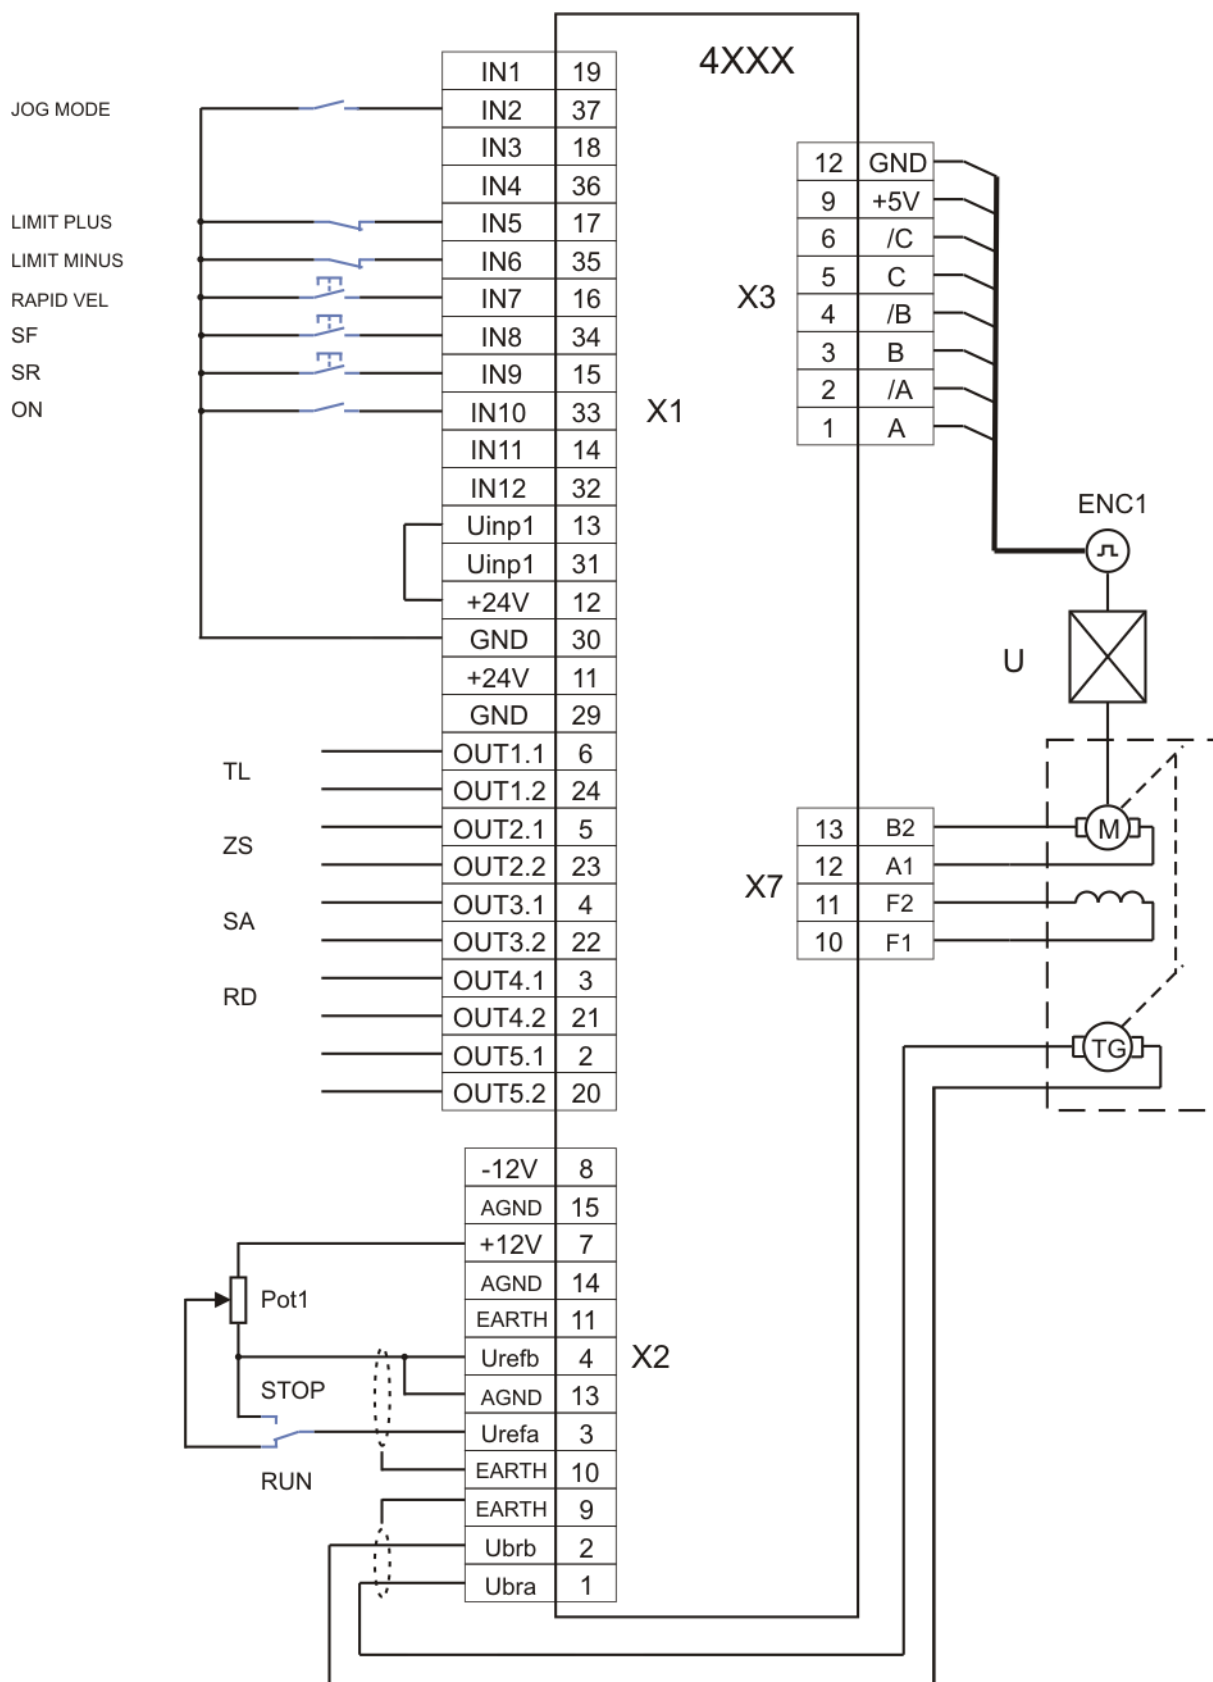 4XXX
IN1 19
JOG MODE IN2 37
IN3 18
IN4 36
LIMIT PLUS IN5 17
LIMIT MINUS IN6 35
RAPID VEL IN7 16
SF IN8 34
SR IN9 15
ON IN10 33
X1
IN11 14
IN12 32
Uinp1 13
Uinp1 31
+24V 12
GND 30
+24V 11
GND 29
TL
OUT1.1 6
OUT1.2 24
ZS
OUT2.1 5
OUT2.2 23
SA
OUT3.1 4
OUT3.2 22
RD
OUT4.1 3
OUT4.2 21
OUT5.1 2
OUT5.2 20
12 GND
9 +5V
6 /C
5 C
X3
4 /B
3 B
2 /A
1 A
ENC1
U
M
13 B2
12 A1
X7
11 F2
10 F1
TG
-12V 8
AGND 15
+12V 7
AGND 14
Pot1
EARTH 11
Urefb 4
X2
STOP
AGND 13
Urefa 3
RUN
EARTH 10
EARTH 9
Ubrb 2
Ubra 1